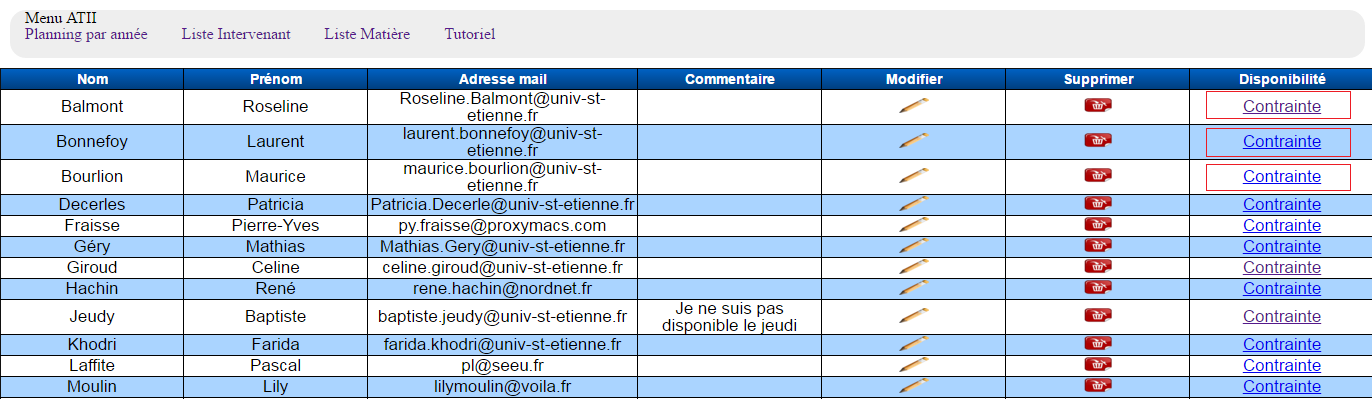 Menu ATII
Planning par année Liste Intervenant Liste Matière Tutoriel
Nom Prénom Adresse mail Commentaire Modifier Supprimer Disponibilité
Balmont Roseline Roseline.Balmont@univ-st-
etienne.fr Contrainte
Bonnefoy Laurent laurent.bonnefoy@univ-st-
etienne.fr Contrainte
Bourlion Maurice maurice.bourlion@univ-st-
etienne.fr Contrainte
Decerles Patricia Patricia.Decerle@univ-st-etienne.fr Contrainte
Fraisse Pierre-Yves py.fraisse@proxymacs.com Contrainte
Géry Mathias Mathias.Gery@univ-st-etienne.fr Contrainte
Giroud Celine celine.giroud@univ-st-etienne.fr Contrainte
Hachin René rene.hachin@nordnet.fr Contrainte
Jeudy Baptiste baptiste.jeudy@univ-st-etienne.fr Je ne suis pas
disponible le jeudi Contrainte
Khodri Farida farida.khodri@univ-st-etienne.fr Contrainte
Laffite Pascal pl@seeu.fr Contrainte
Moulin Lily lilymoulin@voila.fr Contrainte